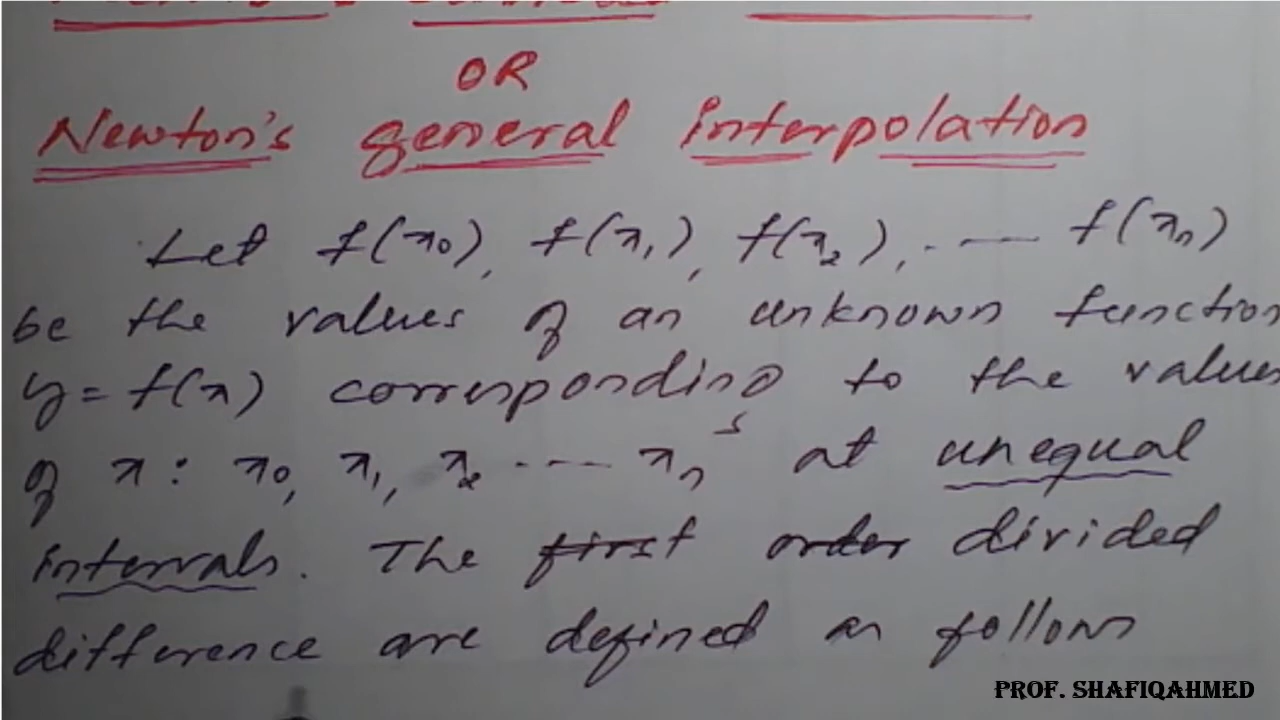 OR
Newton's general interpolation
Let f(x0), f(x1), f(x2), ---- f(xn)
be the values of an unknown function
y = f(x) corresponding to the values
of x : x0, x1, x2 ---- xn at unequal
intervals. The first order divided
difference are defined as follows
PROF. SHAFIQAHMED